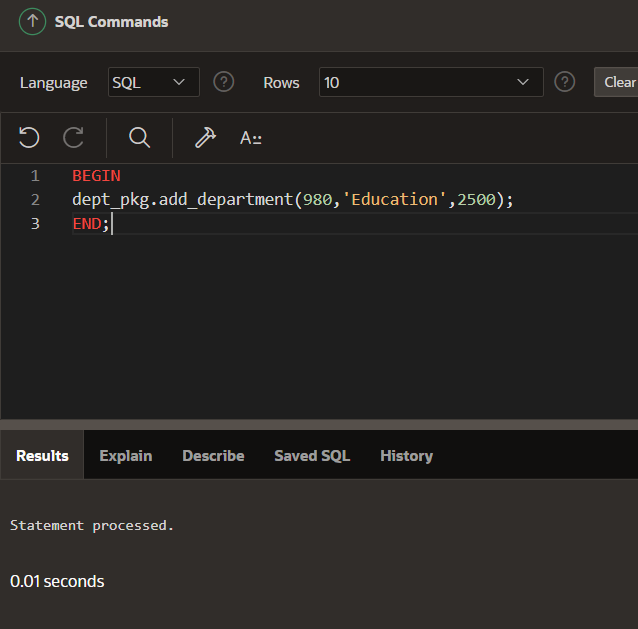 SQL Commands
Language SQL ? Rows 10 ? Clear
A::
1 BEGIN
2 dept_pkg.add_department(980,'Education',2500);
3 END;
Results Explain Describe Saved SQL History
Statement processed.
0.01 seconds